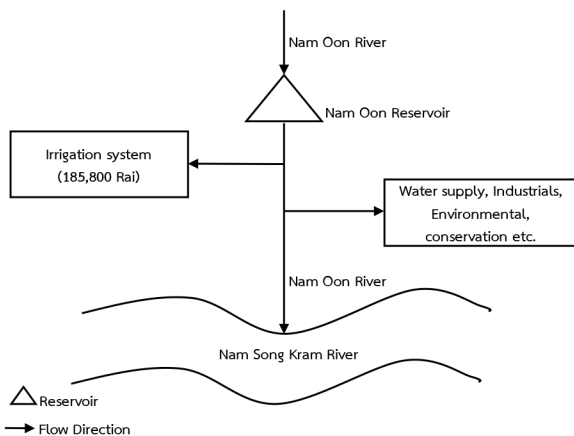 Nam Oon River
Nam Oon Reservoir
Irrigation system
(185,800 Rai)
Water supply, Industrials,
Environmental,
conservation etc.
Nam Oon River
Nam Song Kram River
Reservoir
Flow Direction